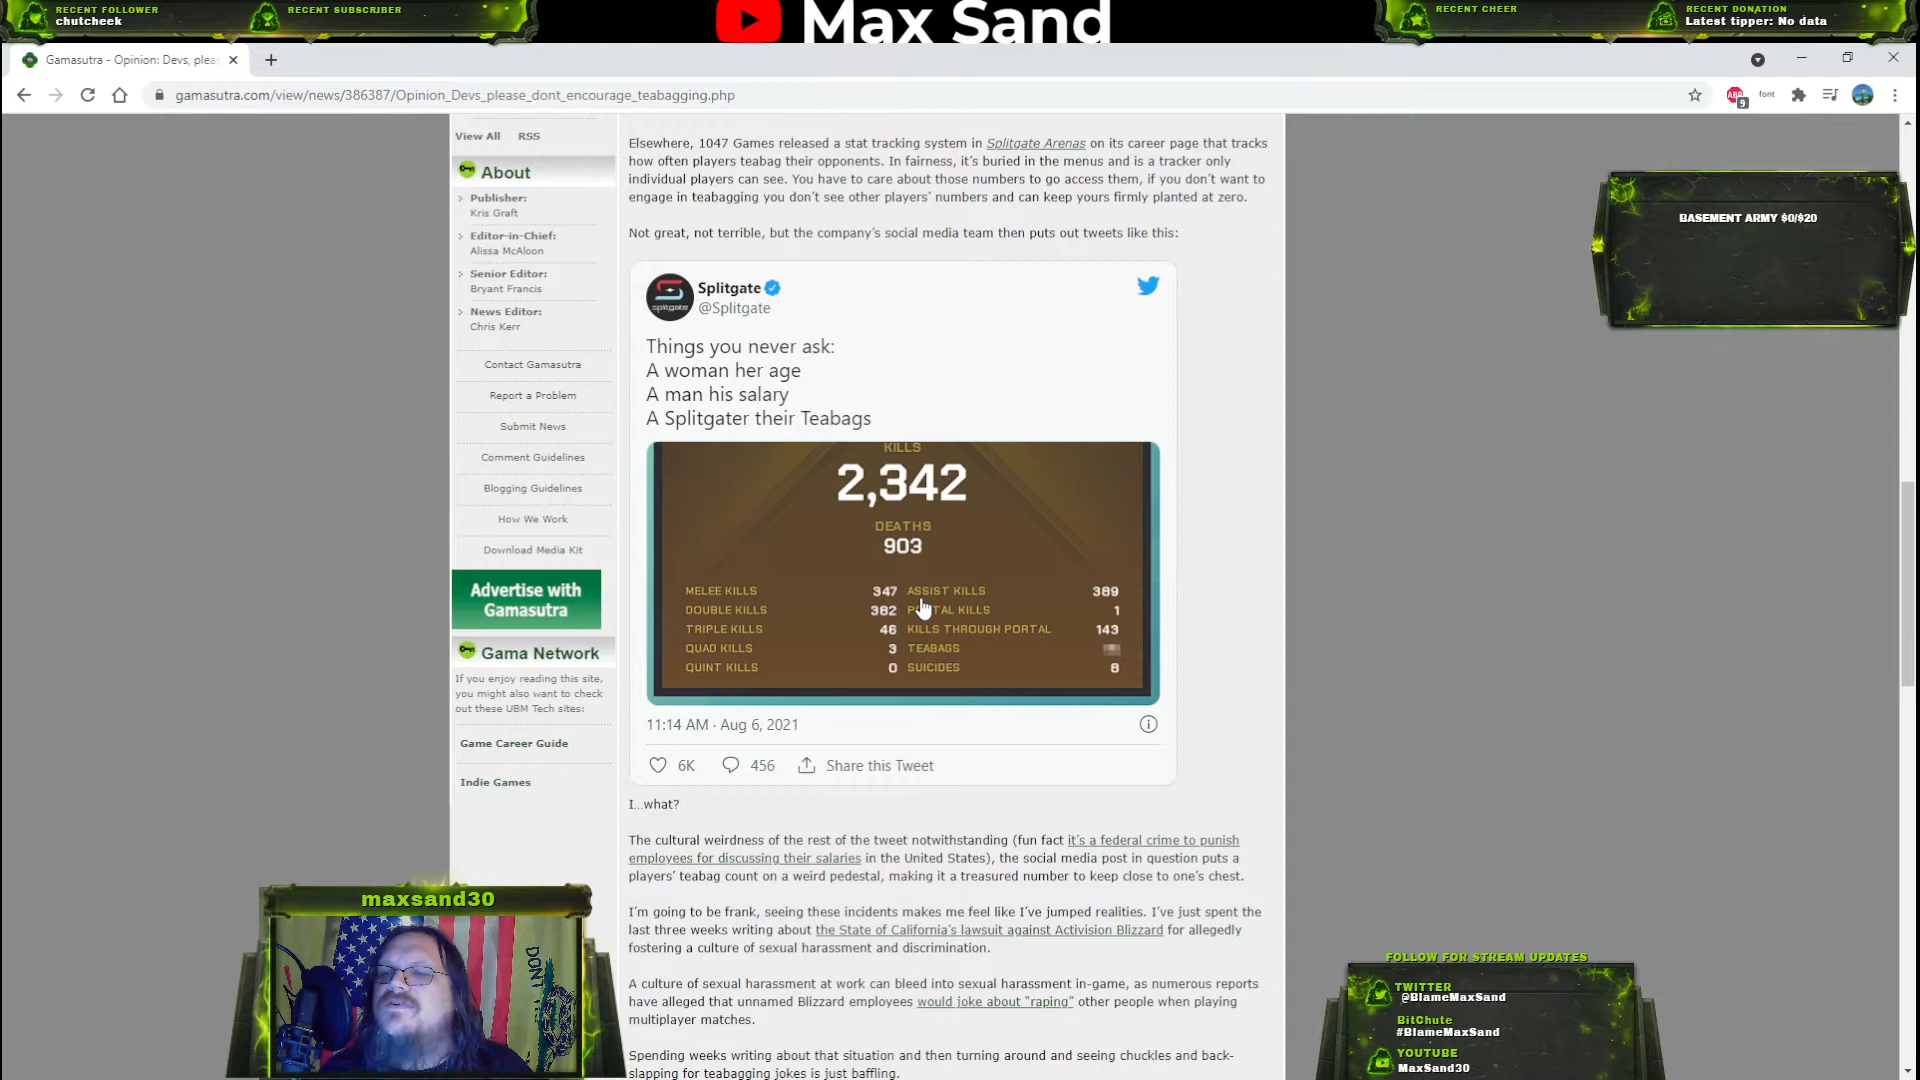 RECENT FOLLOWER
chutcheek
RECENT SUBSCRIBER
Max Sand
RECENT CHEER
RECENT DONATION
Latest tipper: No data
Gamasutra - Opinion: Devs, plea
gamasutra.com/view/news/386387/Opinion_Devs_please_dont_encourage_teabagging.php
ABP
9
font
View All RSS
About
Publisher:
Kris Graft
Editor-in-Chief:
Alissa McAloon
Senior Editor:
Bryant Francis
News Editor:
Chris Kerr
Contact Gamasutra
Report a Problem
Submit News
Comment Guidelines
Blogging Guidelines
How We Work
Download Media Kit
Advertise with
Gamasutra
Gama Network
If you enjoy reading this site,
you might also want to check
out these UBM Tech sites:
Game Career Guide
Indie Games
Elsewhere, 1047 Games released a stat tracking system in Splitgate Arenas on its career page that tracks
how often players teabag their opponents. In fairness, it's buried in the menus and is a tracker only
individual players can see. You have to care about those numbers to go access them, if you don't want to
engage in teabagging you don't see other players' numbers and can keep yours firmly planted at zero.
Not great, not terrible, but the company's social media team then puts out tweets like this:
splitgate
Splitgate
@Splitgate
Things you never ask:
A woman her age
A man his salary
A Splitgater their Teabags
KILLS
2,342
DEATHS
903
MELEE KILLS 347 ASSIST KILLS 389
DOUBLE KILLS 382 PORTAL KILLS 1
TRIPLE KILLS 46 KILLS THROUGH PORTAL 143
QUAD KILLS 3 TEABAGS
QUINT KILLS 0 SUICIDES 8
11:14 AM · Aug 6, 2021
6K 456 Share this Tweet
I...what?
The cultural weirdness of the rest of the tweet notwithstanding (fun fact it's a federal crime to punish
employees for discussing their salaries in the United States), the social media post in question puts a
players' teabag count on a weird pedestal, making it a treasured number to keep close to one's chest.
I'm going to be frank, seeing these incidents makes me feel like I've jumped realities. I've just spent the
last three weeks writing about the State of California's lawsuit against Activision Blizzard for allegedly
fostering a culture of sexual harassment and discrimination.
A culture of sexual harassment at work can bleed into sexual harassment in-game, as numerous reports
have alleged that unnamed Blizzard employees would joke about "raping" other people when playing
multiplayer matches.
Spending weeks writing about that situation and then turning around and seeing chuckles and back-
slapping for teabagging jokes is just baffling.
BASEMENT ARMY $0/$20
maxsand30
DON'T
FOLLOW FOR STREAM UPDATES
TWITTER
@BlameMaxSand
BitChute
#BlameMaxSand
YOUTUBE
MaxSand30